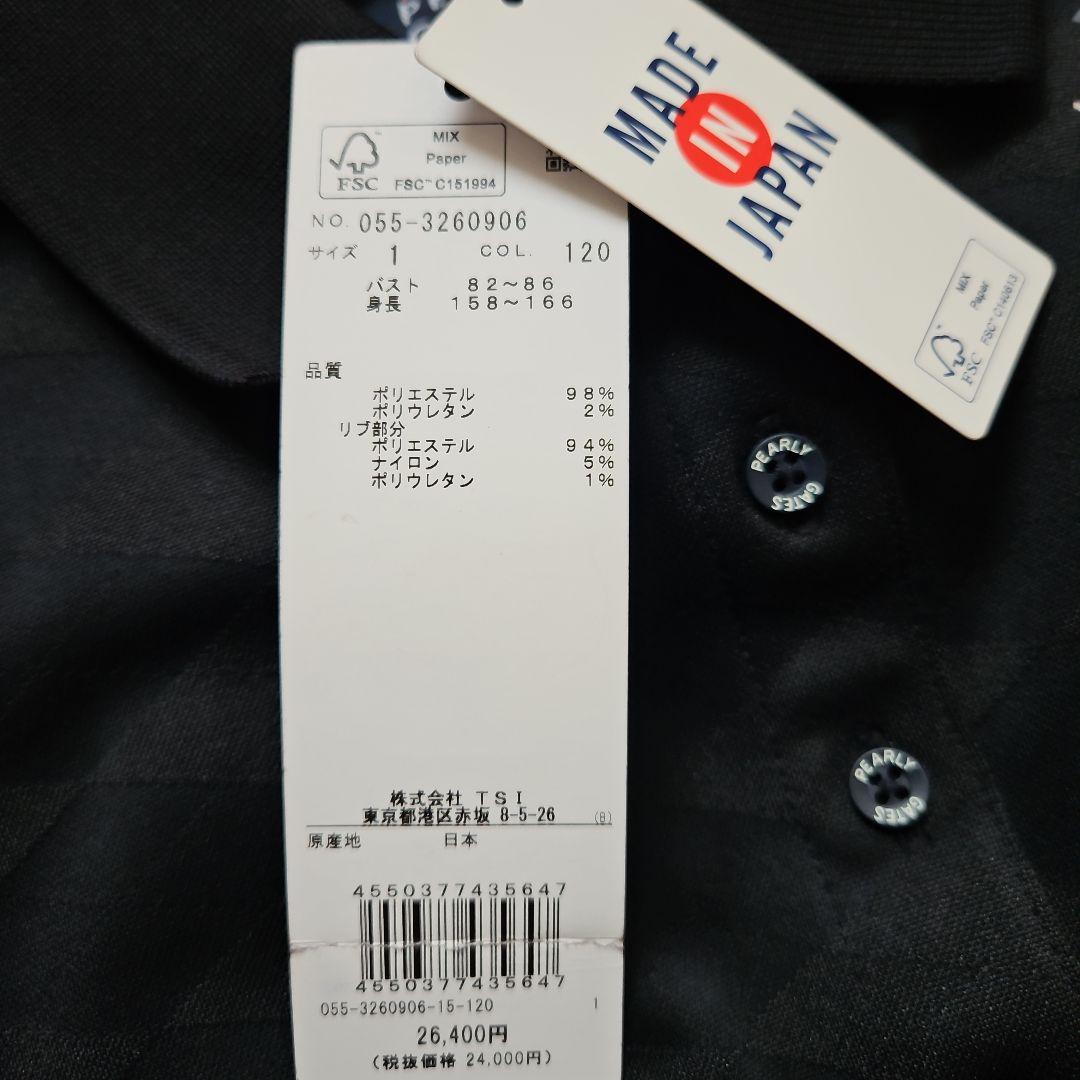 MIX
Paper
FSC™ FSC™ C151994
NO. 055-3260906
サイズ 1 COL. 120
バスト 82～86
身長 158～166
品質
ポリエステル 98%
ポリウレタン 2%
リブ部分
ポリエステル 94%
ナイロン 5%
ポリウレタン 1%
株式会社 TSI
東京都港区赤坂 8-5-26 (B)
原産地 日本
4550377435647
4550377435647
055-3260906-15-120 1
26,400円
(税抜価格 24,000円)
MADE
IN
JAPAN
MIX
Paper
FSC™ FSC™ C140613
PEARLY
GATES
PEARLY
GATES